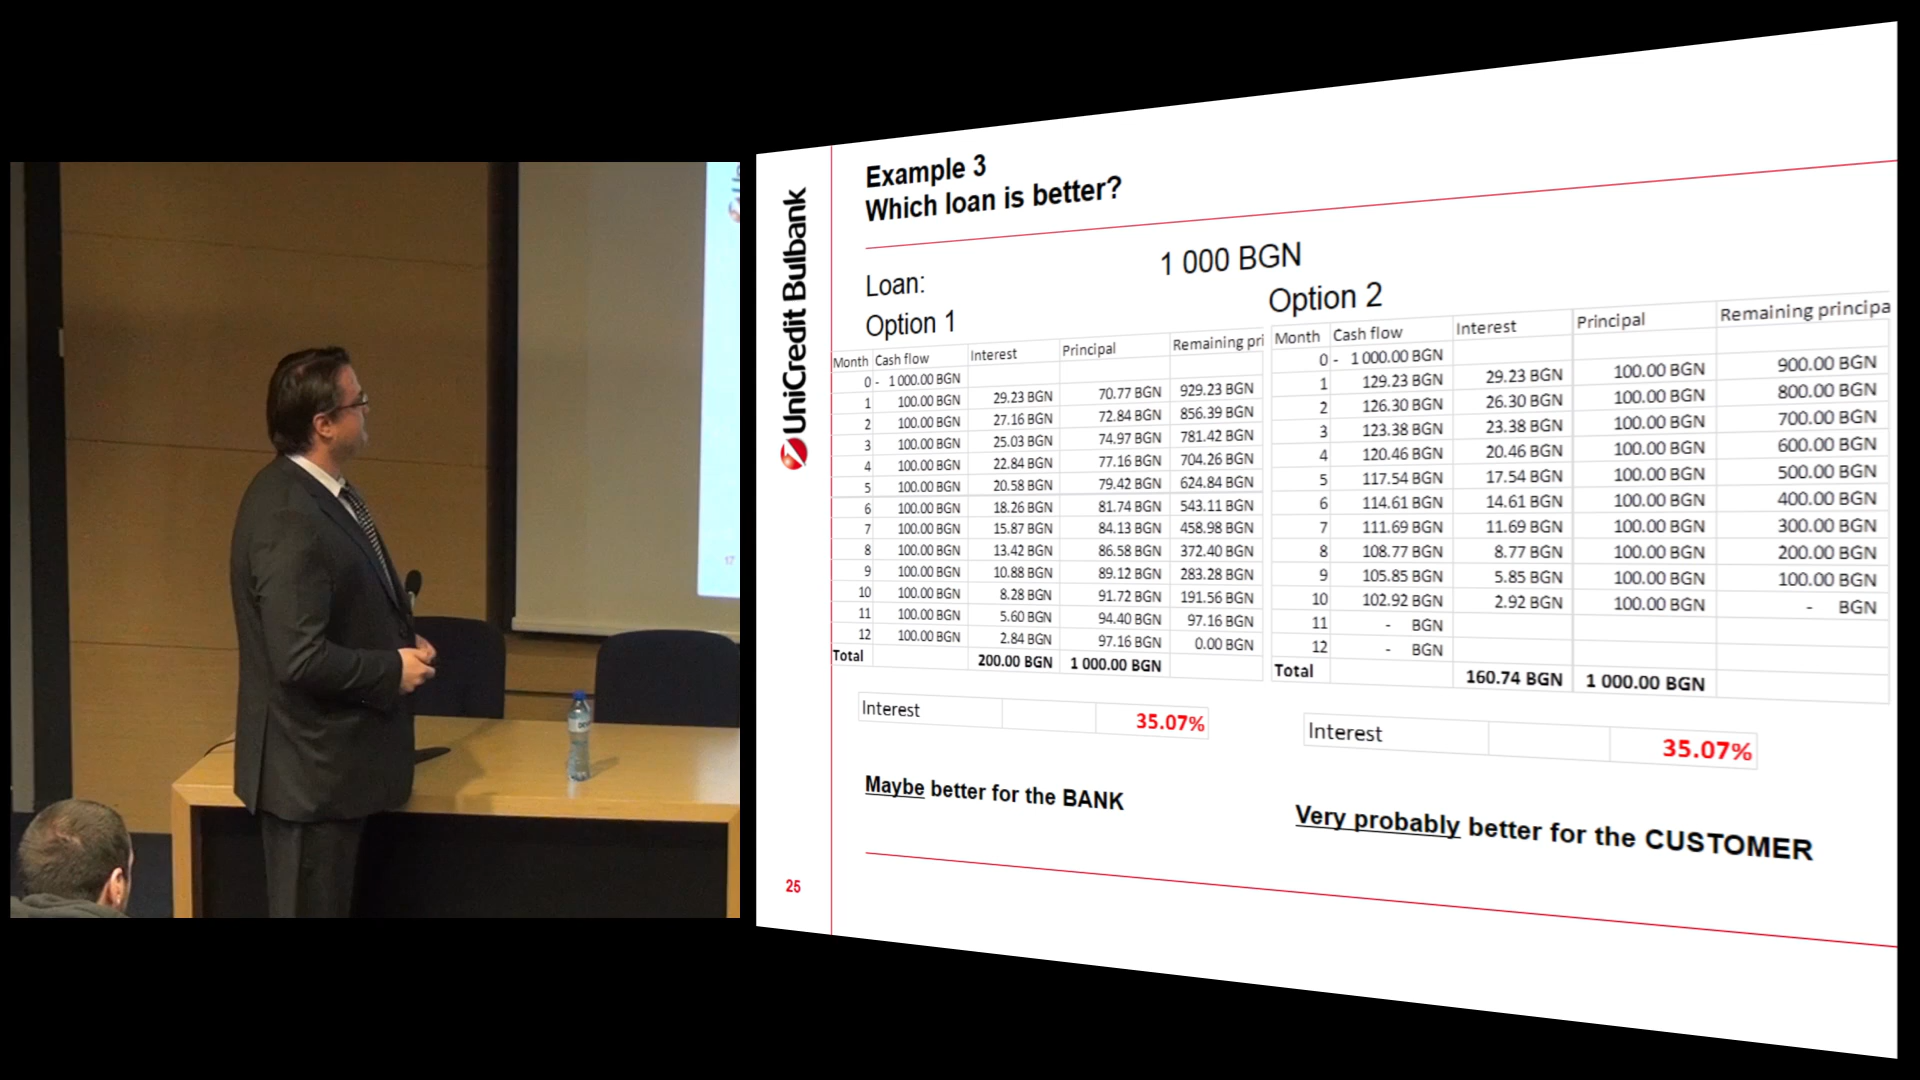 UniCredit Bulbank
Example 3
Which loan is better?
Loan:
1 000 BGN
Option 1
Month Cash flow Interest Principal Remaining pri
0 - 1 000.00 BGN
1 100.00 BGN 29.23 BGN 70.77 BGN 929.23 BGN
2 100.00 BGN 27.16 BGN 72.84 BGN 856.39 BGN
3 100.00 BGN 25.03 BGN 74.97 BGN 781.42 BGN
4 100.00 BGN 22.84 BGN 77.16 BGN 704.26 BGN
5 100.00 BGN 20.58 BGN 79.42 BGN 624.84 BGN
6 100.00 BGN 18.26 BGN 81.74 BGN 543.11 BGN
7 100.00 BGN 15.87 BGN 84.13 BGN 458.98 BGN
8 100.00 BGN 13.42 BGN 86.58 BGN 372.40 BGN
9 100.00 BGN 10.88 BGN 89.12 BGN 283.28 BGN
10 100.00 BGN 8.28 BGN 91.72 BGN 191.56 BGN
11 100.00 BGN 5.60 BGN 94.40 BGN 97.16 BGN
12 100.00 BGN 2.84 BGN 97.16 BGN 0.00 BGN
Total 200.00 BGN 1 000.00 BGN
Interest 35.07%
Maybe better for the BANK
Option 2
Month Cash flow Interest Principal Remaining principa
0 - 1 000.00 BGN
1 129.23 BGN 29.23 BGN 100.00 BGN 900.00 BGN
2 126.30 BGN 26.30 BGN 100.00 BGN 800.00 BGN
3 123.38 BGN 23.38 BGN 100.00 BGN 700.00 BGN
4 120.46 BGN 20.46 BGN 100.00 BGN 600.00 BGN
5 117.54 BGN 17.54 BGN 100.00 BGN 500.00 BGN
6 114.61 BGN 14.61 BGN 100.00 BGN 400.00 BGN
7 111.69 BGN 11.69 BGN 100.00 BGN 300.00 BGN
8 108.77 BGN 8.77 BGN 100.00 BGN 200.00 BGN
9 105.85 BGN 5.85 BGN 100.00 BGN 100.00 BGN
10 102.92 BGN 2.92 BGN 100.00 BGN - BGN
11 - BGN
12 - BGN
Total 160.74 BGN 1 000.00 BGN
Interest 35.07%
Very probably better for the CUSTOMER
25